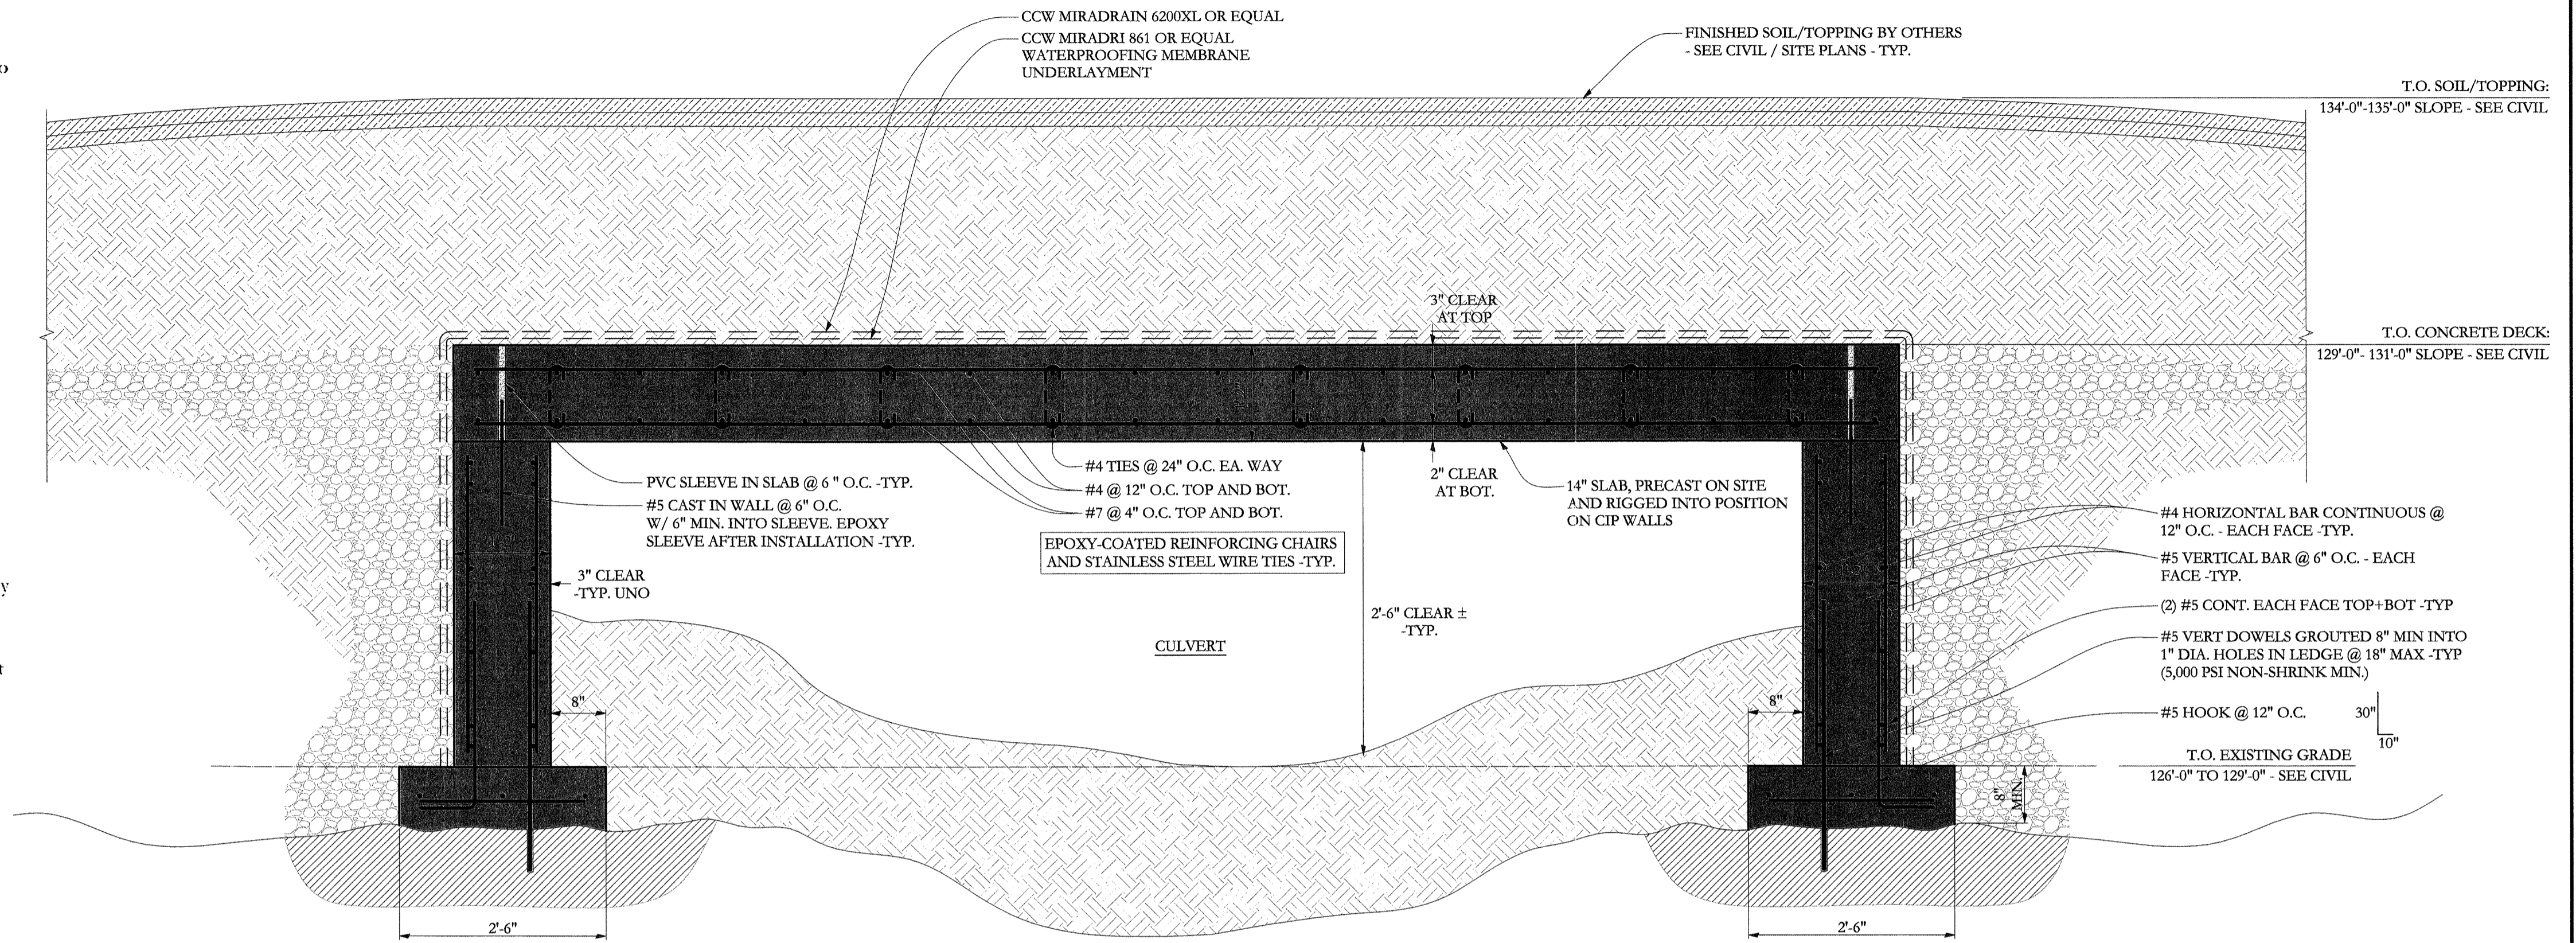 CCW MIRADRAIN 6200XL OR EQUAL
CCW MIRADRI 861 OR EQUAL
WATERPROOFING MEMBRANE
UNDERLAYMENT
FINISHED SOIL/TOPPING BY OTHERS
- SEE CIVIL / SITE PLANS - TYP.
T.O. SOIL/TOPPING:
134'-0"-135'-0" SLOPE - SEE CIVIL
3" CLEAR
AT TOP
T.O. CONCRETE DECK:
129'-0"- 131'-0" SLOPE - SEE CIVIL
PVC SLEEVE IN SLAB @ 6 " O.C. -TYP.
#5 CAST IN WALL @ 6" O.C.
W/ 6" MIN. INTO SLEEVE. EPOXY
SLEEVE AFTER INSTALLATION -TYP.
3" CLEAR
-TYP. UNO
#4 TIES @ 24" O.C. EA. WAY
#4 @ 12" O.C. TOP AND BOT.
#7 @ 4" O.C. TOP AND BOT.
EPOXY-COATED REINFORCING CHAIRS
AND STAINLESS STEEL WIRE TIES -TYP.
2" CLEAR
AT BOT.
14" SLAB, PRECAST ON SITE
AND RIGGED INTO POSITION
ON CIP WALLS
2'-6" CLEAR ±
-TYP.
CULVERT
#4 HORIZONTAL BAR CONTINUOUS @
12" O.C. - EACH FACE -TYP.
#5 VERTICAL BAR @ 6" O.C. - EACH
FACE -TYP.
(2) #5 CONT. EACH FACE TOP+BOT -TYP
#5 VERT DOWELS GROUTED 8" MIN INTO
1" DIA. HOLES IN LEDGE @ 18" MAX -TYP
(5,000 PSI NON-SHRINK MIN.)
#5 HOOK @ 12" O.C.
30"
10"
T.O. EXISTING GRADE
126'-0" TO 129'-0" - SEE CIVIL
8"
8"
8"
MIN.
2'-6"
2'-6"